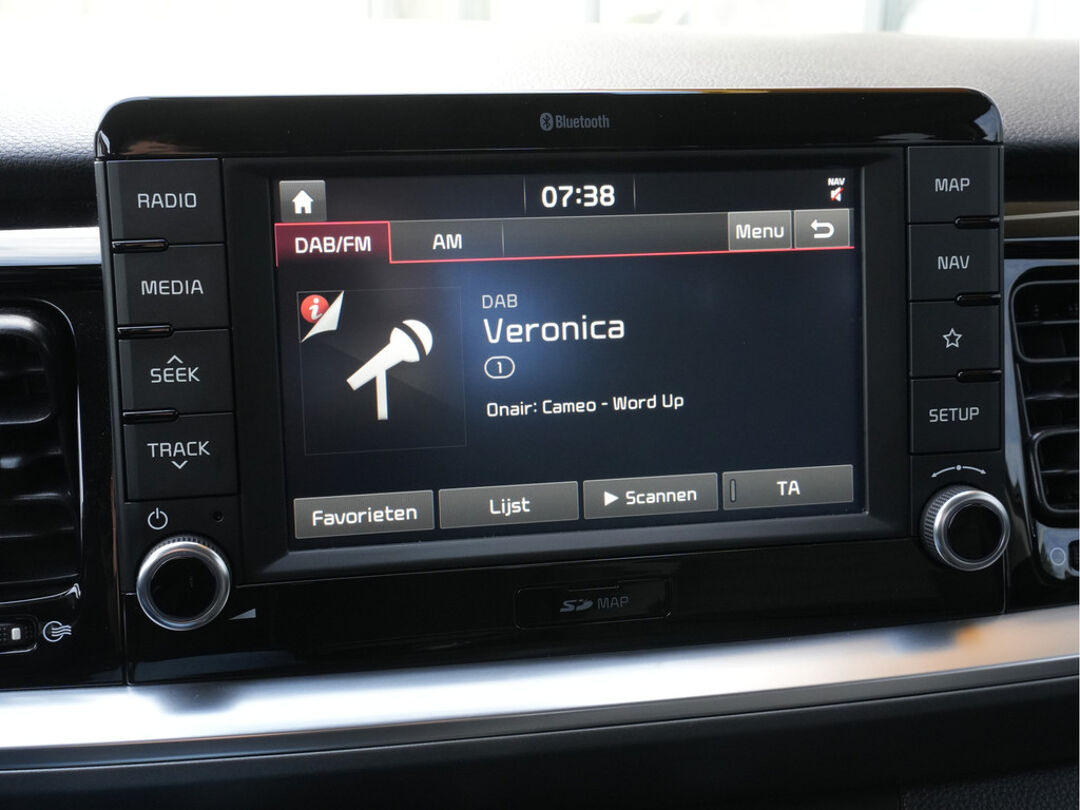 Bluetooth
RADIO
MEDIA
SEEK
TRACK
07:38
NAV
DAB/FM
AM
Menu
i
DAB
Veronica
1
Onair: Cameo - Word Up
Favorieten
Lijst
Scannen
TA
MAP
NAV
SETUP
SD MAP